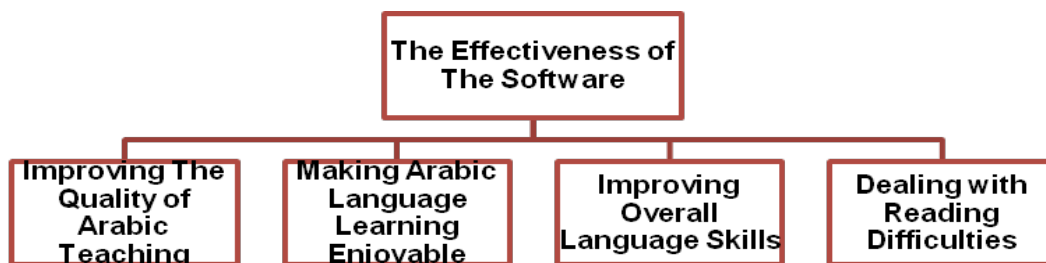 The Effectiveness of
The Software
Improving The
Quality of
Arabic
Teaching
Making Arabic
Language
Learning
Enjoyable
Improving
Overall
Language Skills
Dealing with
Reading
Difficulties